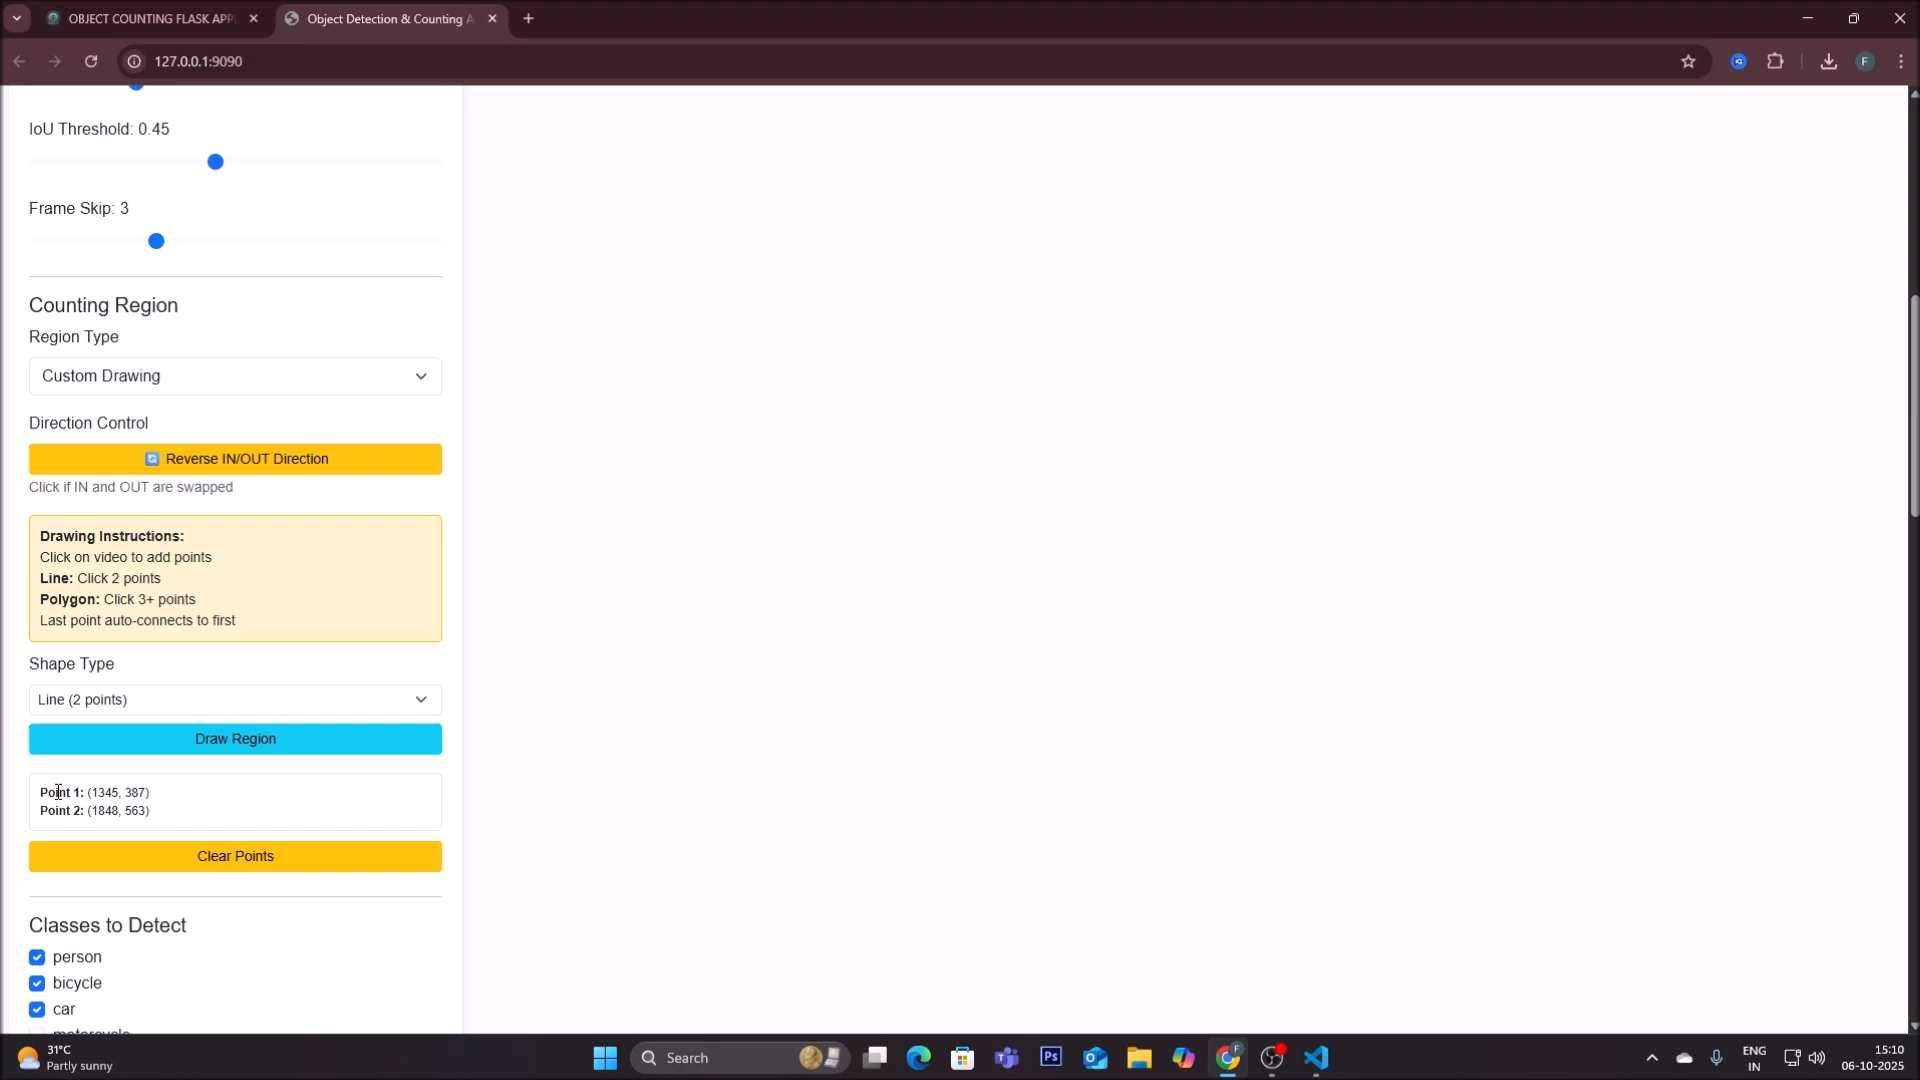 OBJECT COUNTING FLASK APP
Object Detection & Counting A
127.0.0.1:9090
F
IoU Threshold: 0.45
Frame Skip: 3
Counting Region
Region Type
Custom Drawing
Direction Control
Reverse IN/OUT Direction
Click if IN and OUT are swapped
Drawing Instructions:
Click on video to add points
Line: Click 2 points
Polygon: Click 3+ points
Last point auto-connects to first
Shape Type
Line (2 points)
Draw Region
Point 1: (1345, 387)
Point 2: (1848, 563)
Clear Points
Classes to Detect
person
bicycle
car
motorcycle
31°C
Partly sunny
Search
Ps
F
ENG
IN
15:10
06-10-2025